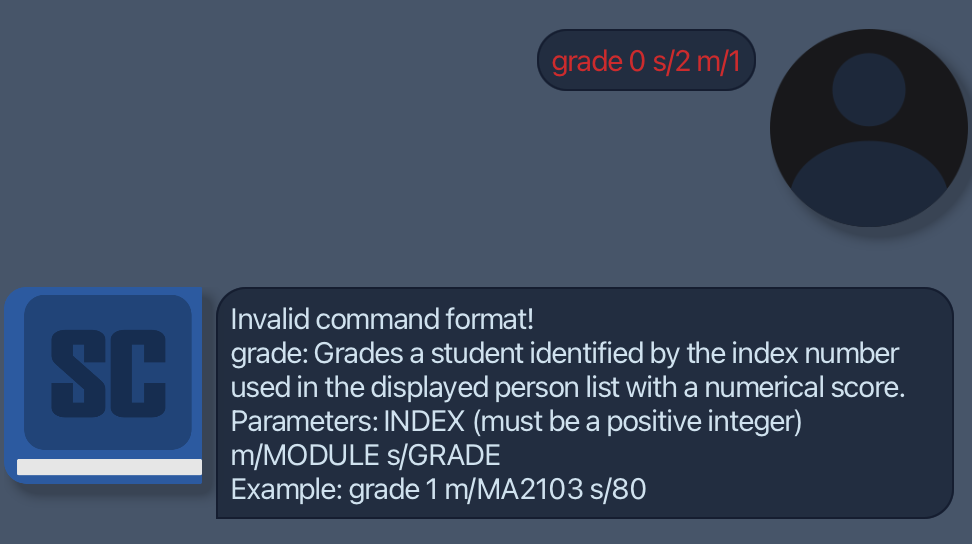 grade 0 s/2 m/1
SC
Invalid command format!
grade: Grades a student identified by the index number
used in the displayed person list with a numerical score.
Parameters: INDEX (must be a positive integer)
m/MODULE s/GRADE
Example: grade 1 m/MA2103 s/80